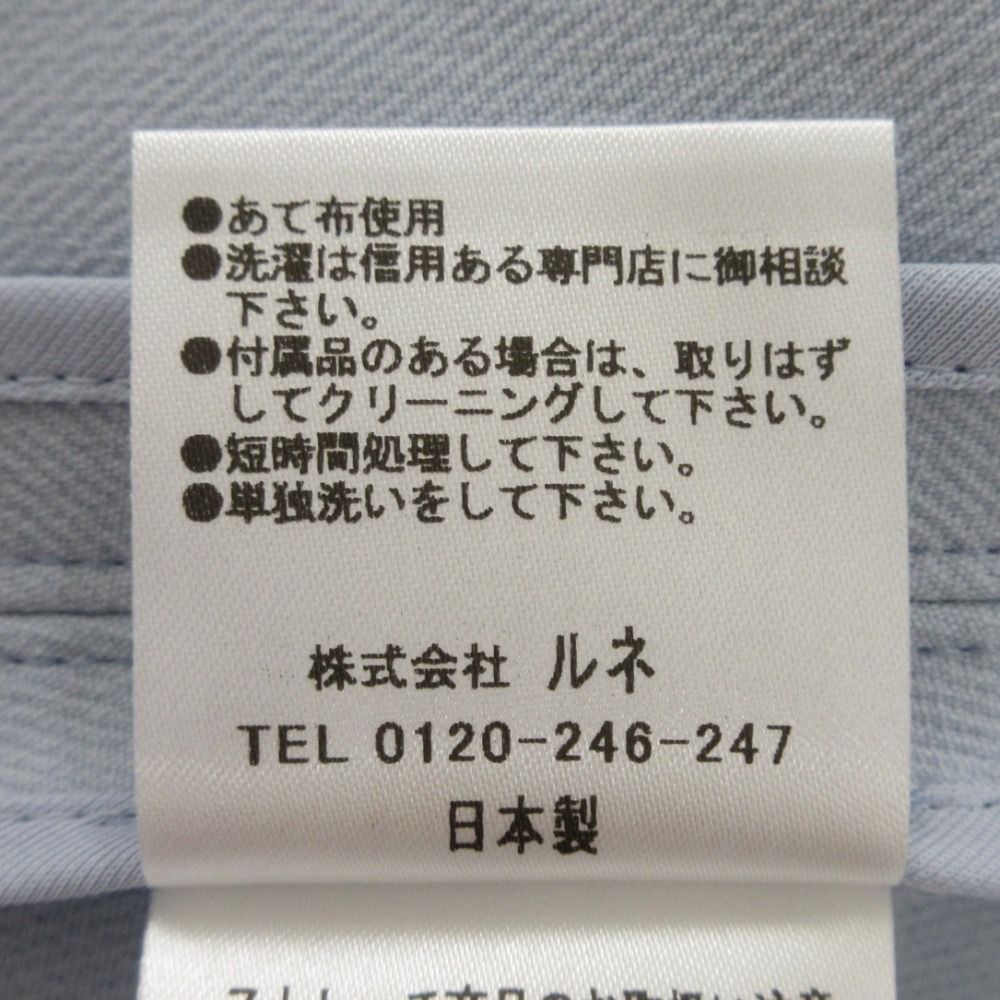 ●あて布使用
●洗濯は信用ある専門店に御相談
下さい。
●付属品のある場合は、取りはず
してクリーニングして下さい。
●短時間処理して下さい。
●単独洗いをして下さい。
株式会社 ルネ
TEL 0120-246-247
日本製